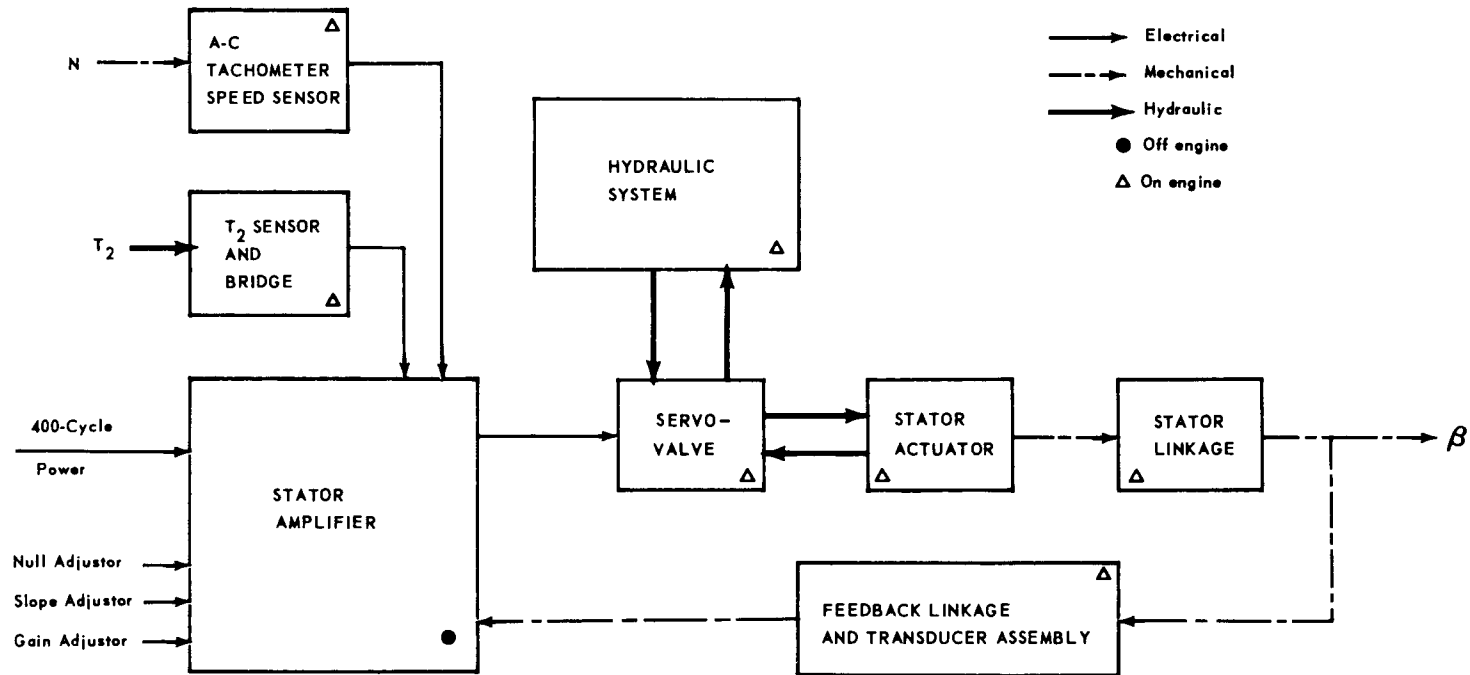 N
A-C
TACHOMETER
SPEED SENSOR
T2
T2 SENSOR
AND
BRIDGE
HYDRAULIC
SYSTEM
Electrical
Mechanical
Hydraulic
Off engine
On engine
400-Cycle
Power
Null Adjustor
Slope Adjustor
Gain Adjustor
STATOR
AMPLIFIER
SERVO-
VALVE
STATOR
ACTUATOR
STATOR
LINKAGE
β
FEEDBACK LINKAGE
AND TRANSDUCER ASSEMBLY